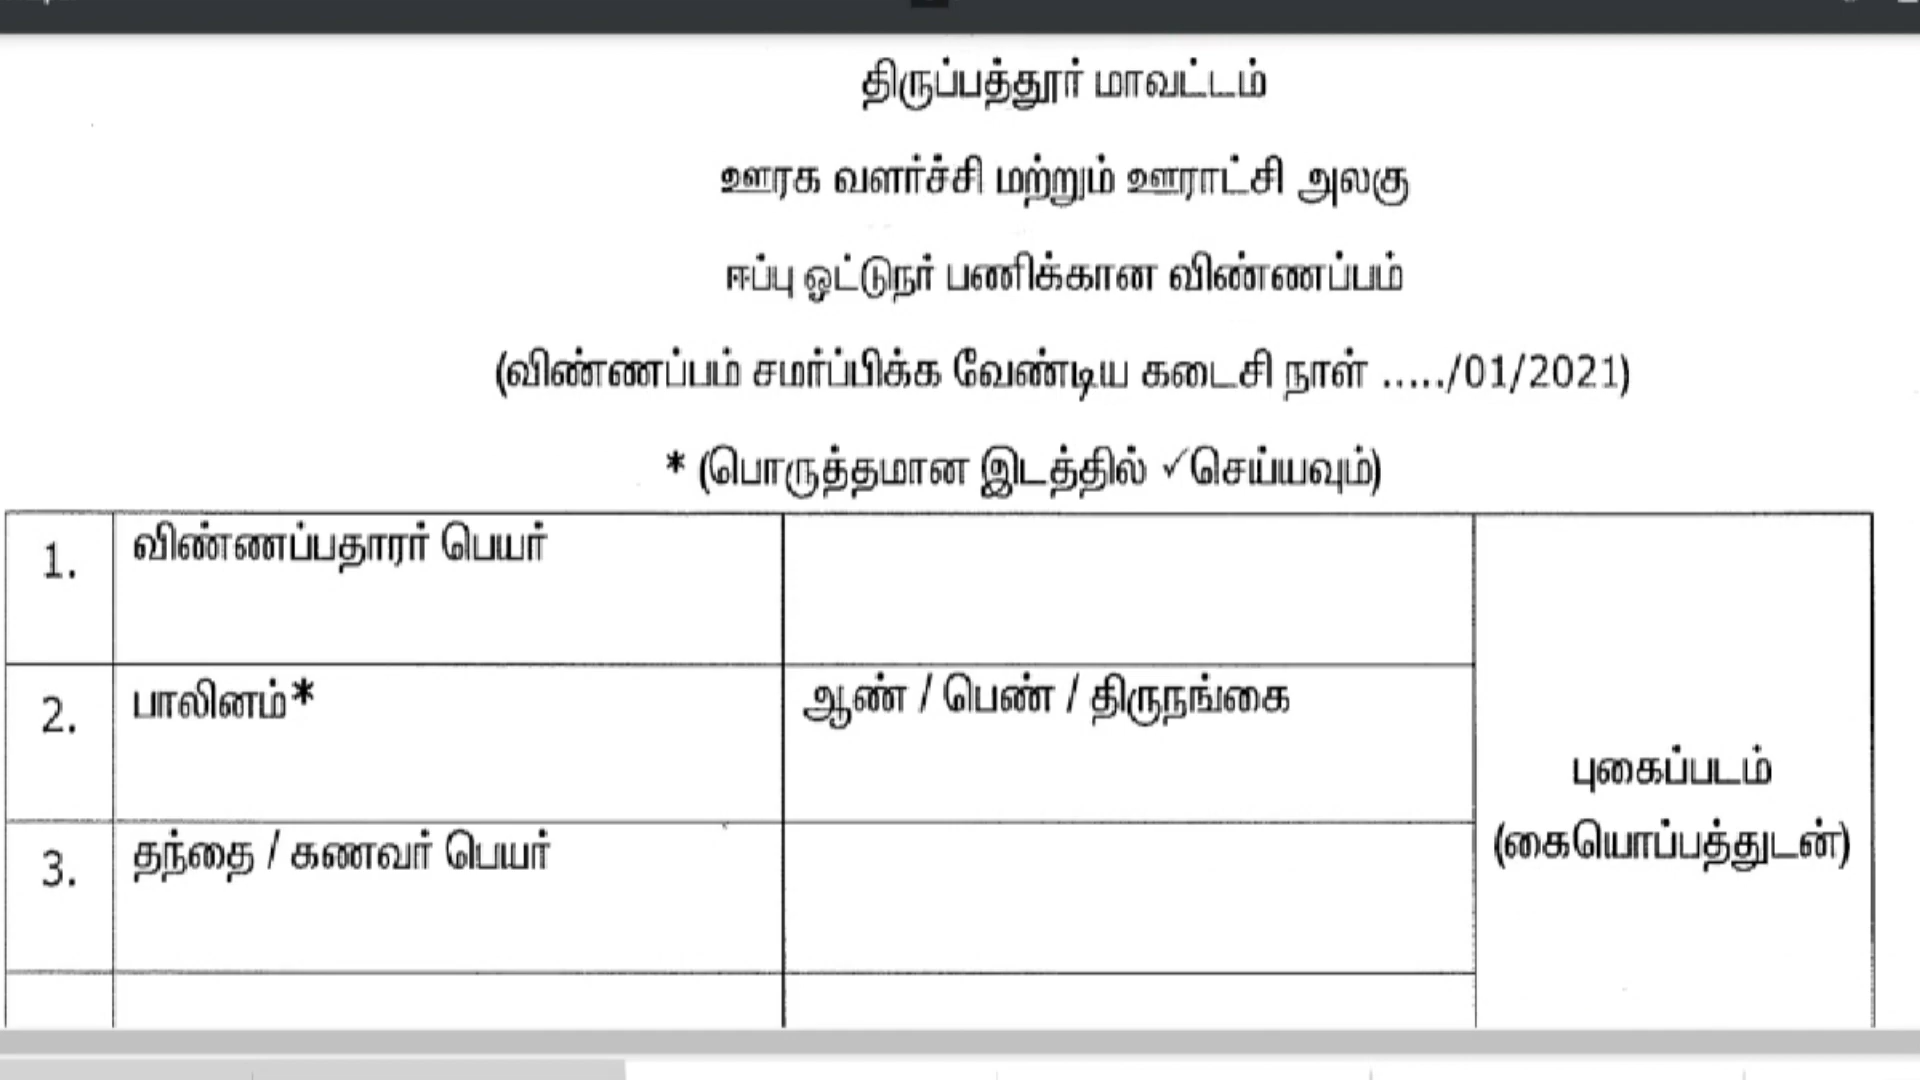 திருப்பத்தூர் மாவட்டம்
ஊரக வளர்ச்சி மற்றும் ஊராட்சி அலகு
ஈப்பு ஓட்டுநர் பணிக்கான விண்ணப்பம்
(விண்ணப்பம் சமர்ப்பிக்க வேண்டிய கடைசி நாள் ...../01/2021)
* (பொருத்தமான இடத்தில் ✓செய்யவும்)
1. விண்ணப்பதாரர் பெயர்
2. பாலினம்* ஆண் / பெண் / திருநங்கை
3. தந்தை / கணவர் பெயர்
புகைப்படம்
(கையொப்பத்துடன்)